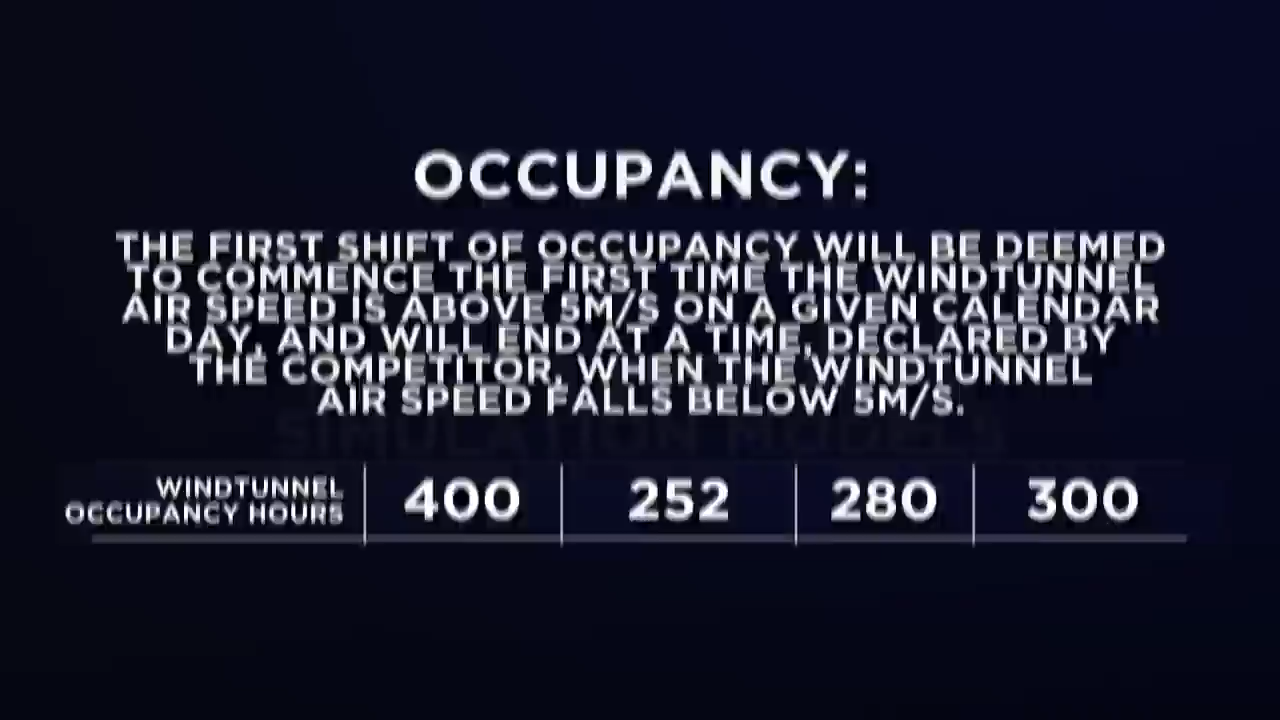 OCCUPANCY:
THE FIRST SHIFT OF OCCUPANCY WILL BE DEEMED
TO COMMENCE THE FIRST TIME THE WINDTUNNEL
AIR SPEED IS ABOVE 5M/S ON A GIVEN CALENDAR
DAY, AND WILL END AT A TIME, DECLARED BY
THE COMPETITOR, WHEN THE WINDTUNNEL
AIR SPEED FALLS BELOW 5M/S.
SIMULATION MODELS
WINDTUNNEL
OCCUPANCY HOURS
400 252 280 300